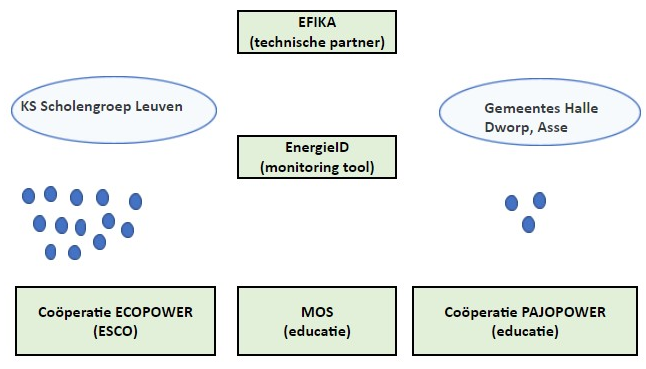 EFIKA
(technische partner)
KS Scholengroep Leuven
Gemeentes Halle
Dworp, Asse
EnergieID
(monitoring tool)
Coöperatie ECOPOWER
(ESCO)
MOS
(educatie)
Coöperatie PAJOPOWER
(educatie)